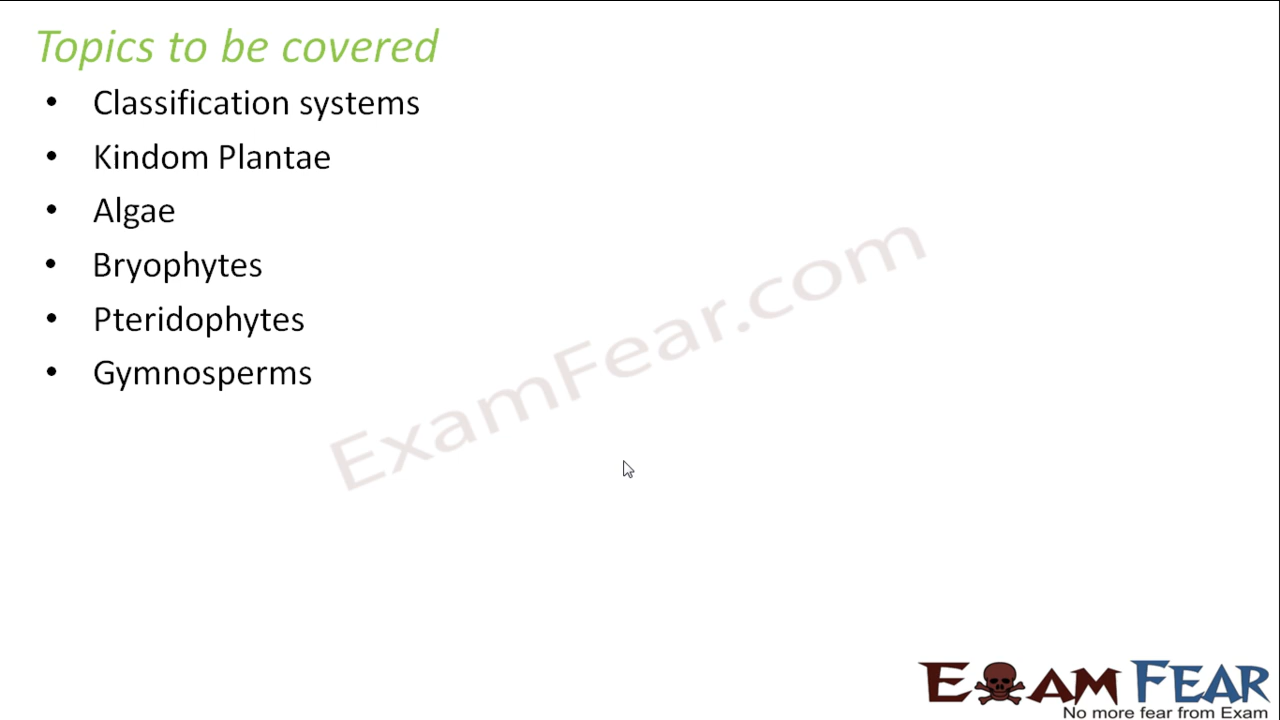 Topics to be covered
• Classification systems
• Kindom Plantae
• Algae
• Bryophytes
• Pteridophytes
• Gymnosperms
ExamFear.com
EXAM FEAR
No more fear from Exam